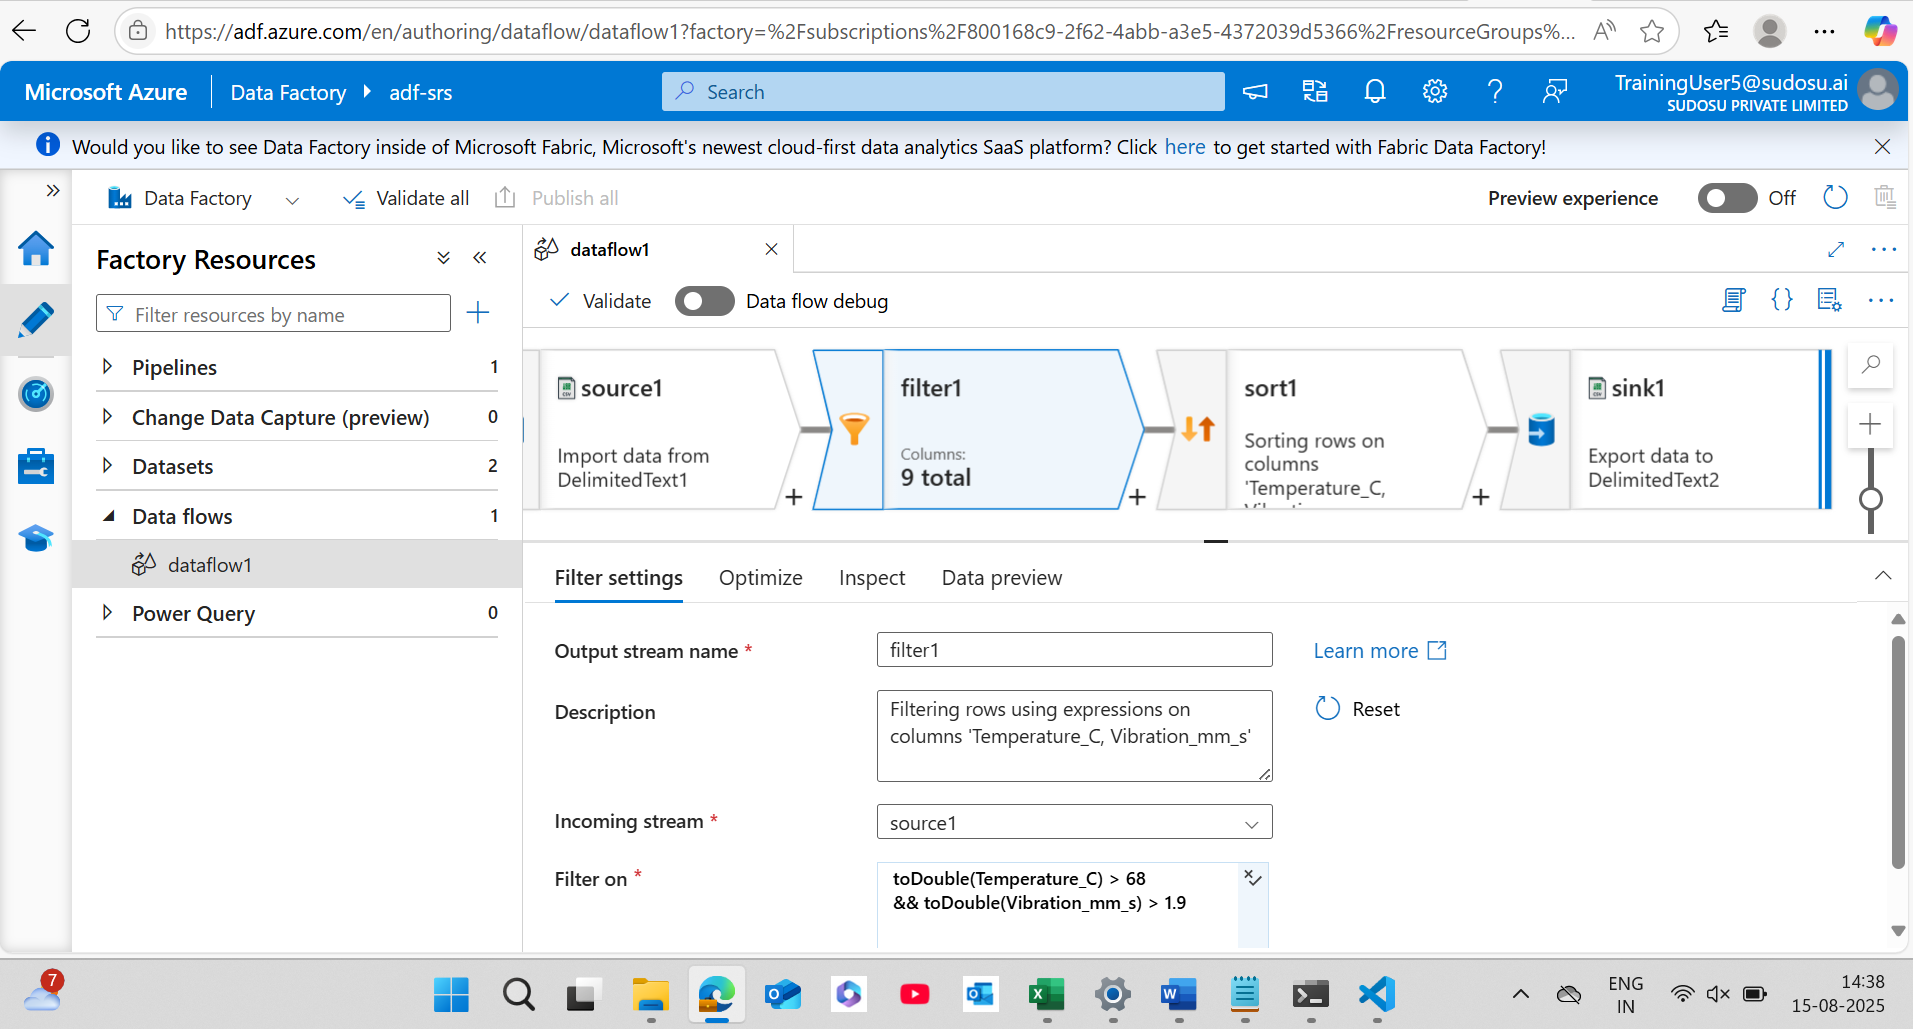 https://adf.azure.com/en/authoring/dataflow/dataflow1?factory=%2Fsubscriptions%2F800168c9-2f62-4abb-a3e5-4372039d5366%2FresourceGroups%...
Microsoft Azure
Data Factory
adf-srs
Search
TrainingUser5@sudosu.ai
SUDOSU PRIVATE LIMITED
Would you like to see Data Factory inside of Microsoft Fabric, Microsoft's newest cloud-first data analytics SaaS platform? Click here to get started with Fabric Data Factory!
Data Factory
Validate all
Publish all
Preview experience
Off
Factory Resources
Filter resources by name
Pipelines 1
Change Data Capture (preview) 0
Datasets 2
Data flows 1
dataflow1
Power Query 0
dataflow1
Validate
Data flow debug
source1
Import data from
DelimitedText1
filter1
Columns:
9 total
sort1
Sorting rows on
columns
'Temperature_C,
sink1
Export data to
DelimitedText2
Filter settings
Optimize
Inspect
Data preview
Output stream name *
filter1
Learn more
Description
Filtering rows using expressions on
columns 'Temperature_C, Vibration_mm_s'
Reset
Incoming stream *
source1
Filter on *
toDouble(Temperature_C) > 68
&& toDouble(Vibration_mm_s) > 1.9
7
ENG
IN
14:38
15-08-2025